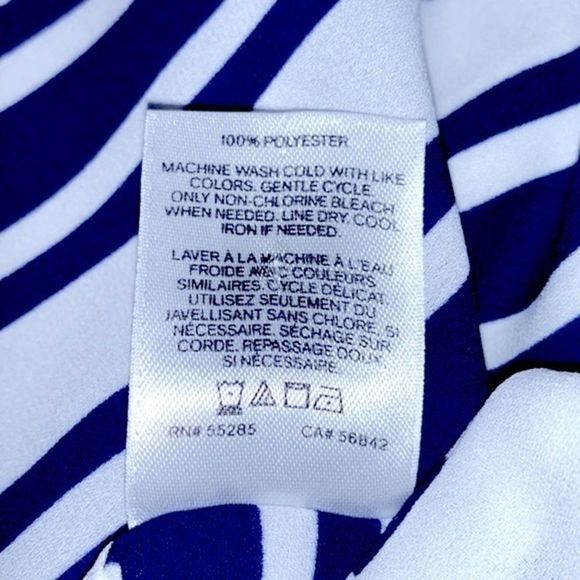 100% POLYESTER
MACHINE WASH COLD WITH LIKE
COLORS. GENTLE CYCLE.
ONLY NON-CHLORINE BLEACH
WHEN NEEDED. LINE DRY. COOL
IRON IF NEEDED.
LAVER À LA MACHINE À L'EAU
FROIDE AVEC COULEURS
SIMILAIRES. CYCLE DÉLICAT.
UTILISEZ SEULEMENT DU
JAVELLISANT SANS CHLORE, SI
NÉCESSAIRE. SÉCHAGE SUR
CORDE. REPASSAGE DOUX,
SI NÉCESSAIRE.
RN# 55285 CA# 56842